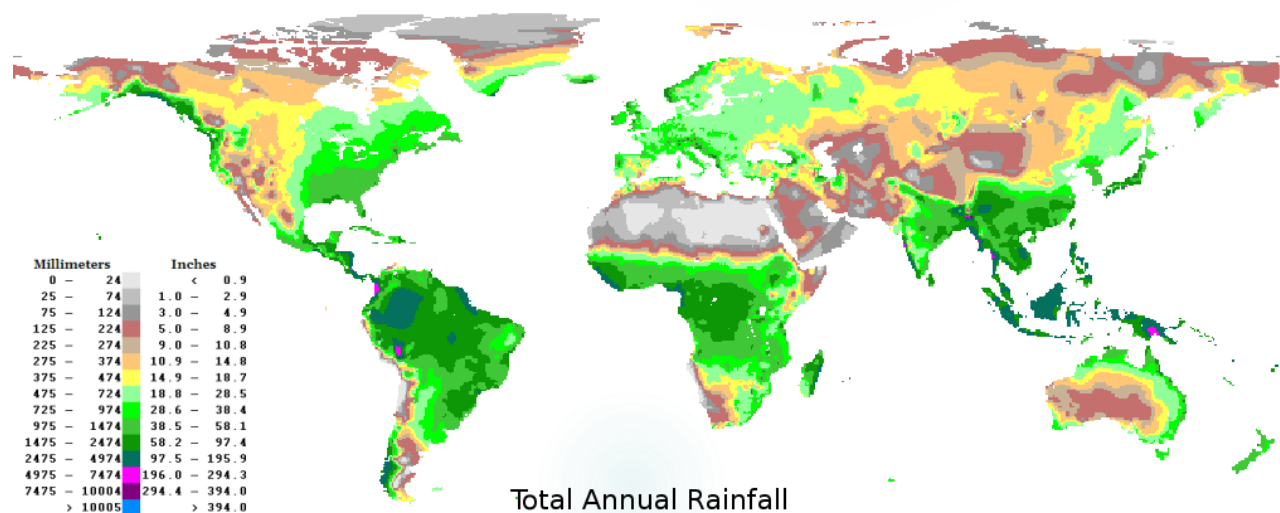 Millimeters Inches
0 – 24 < 0.9
25 – 74 1.0 – 2.9
75 – 124 3.0 – 4.9
125 – 224 5.0 – 8.9
225 – 274 9.0 – 10.8
275 – 374 10.9 – 14.8
375 – 474 14.9 – 18.7
475 – 724 18.8 – 28.5
725 – 974 28.6 – 38.4
975 – 1474 38.5 – 58.1
1475 – 2474 58.2 – 97.4
2475 – 4974 97.5 – 195.9
4975 – 7474 196.0 – 294.3
7475 – 10004 294.4 – 394.0
> 10005 > 394.0
Total Annual Rainfall